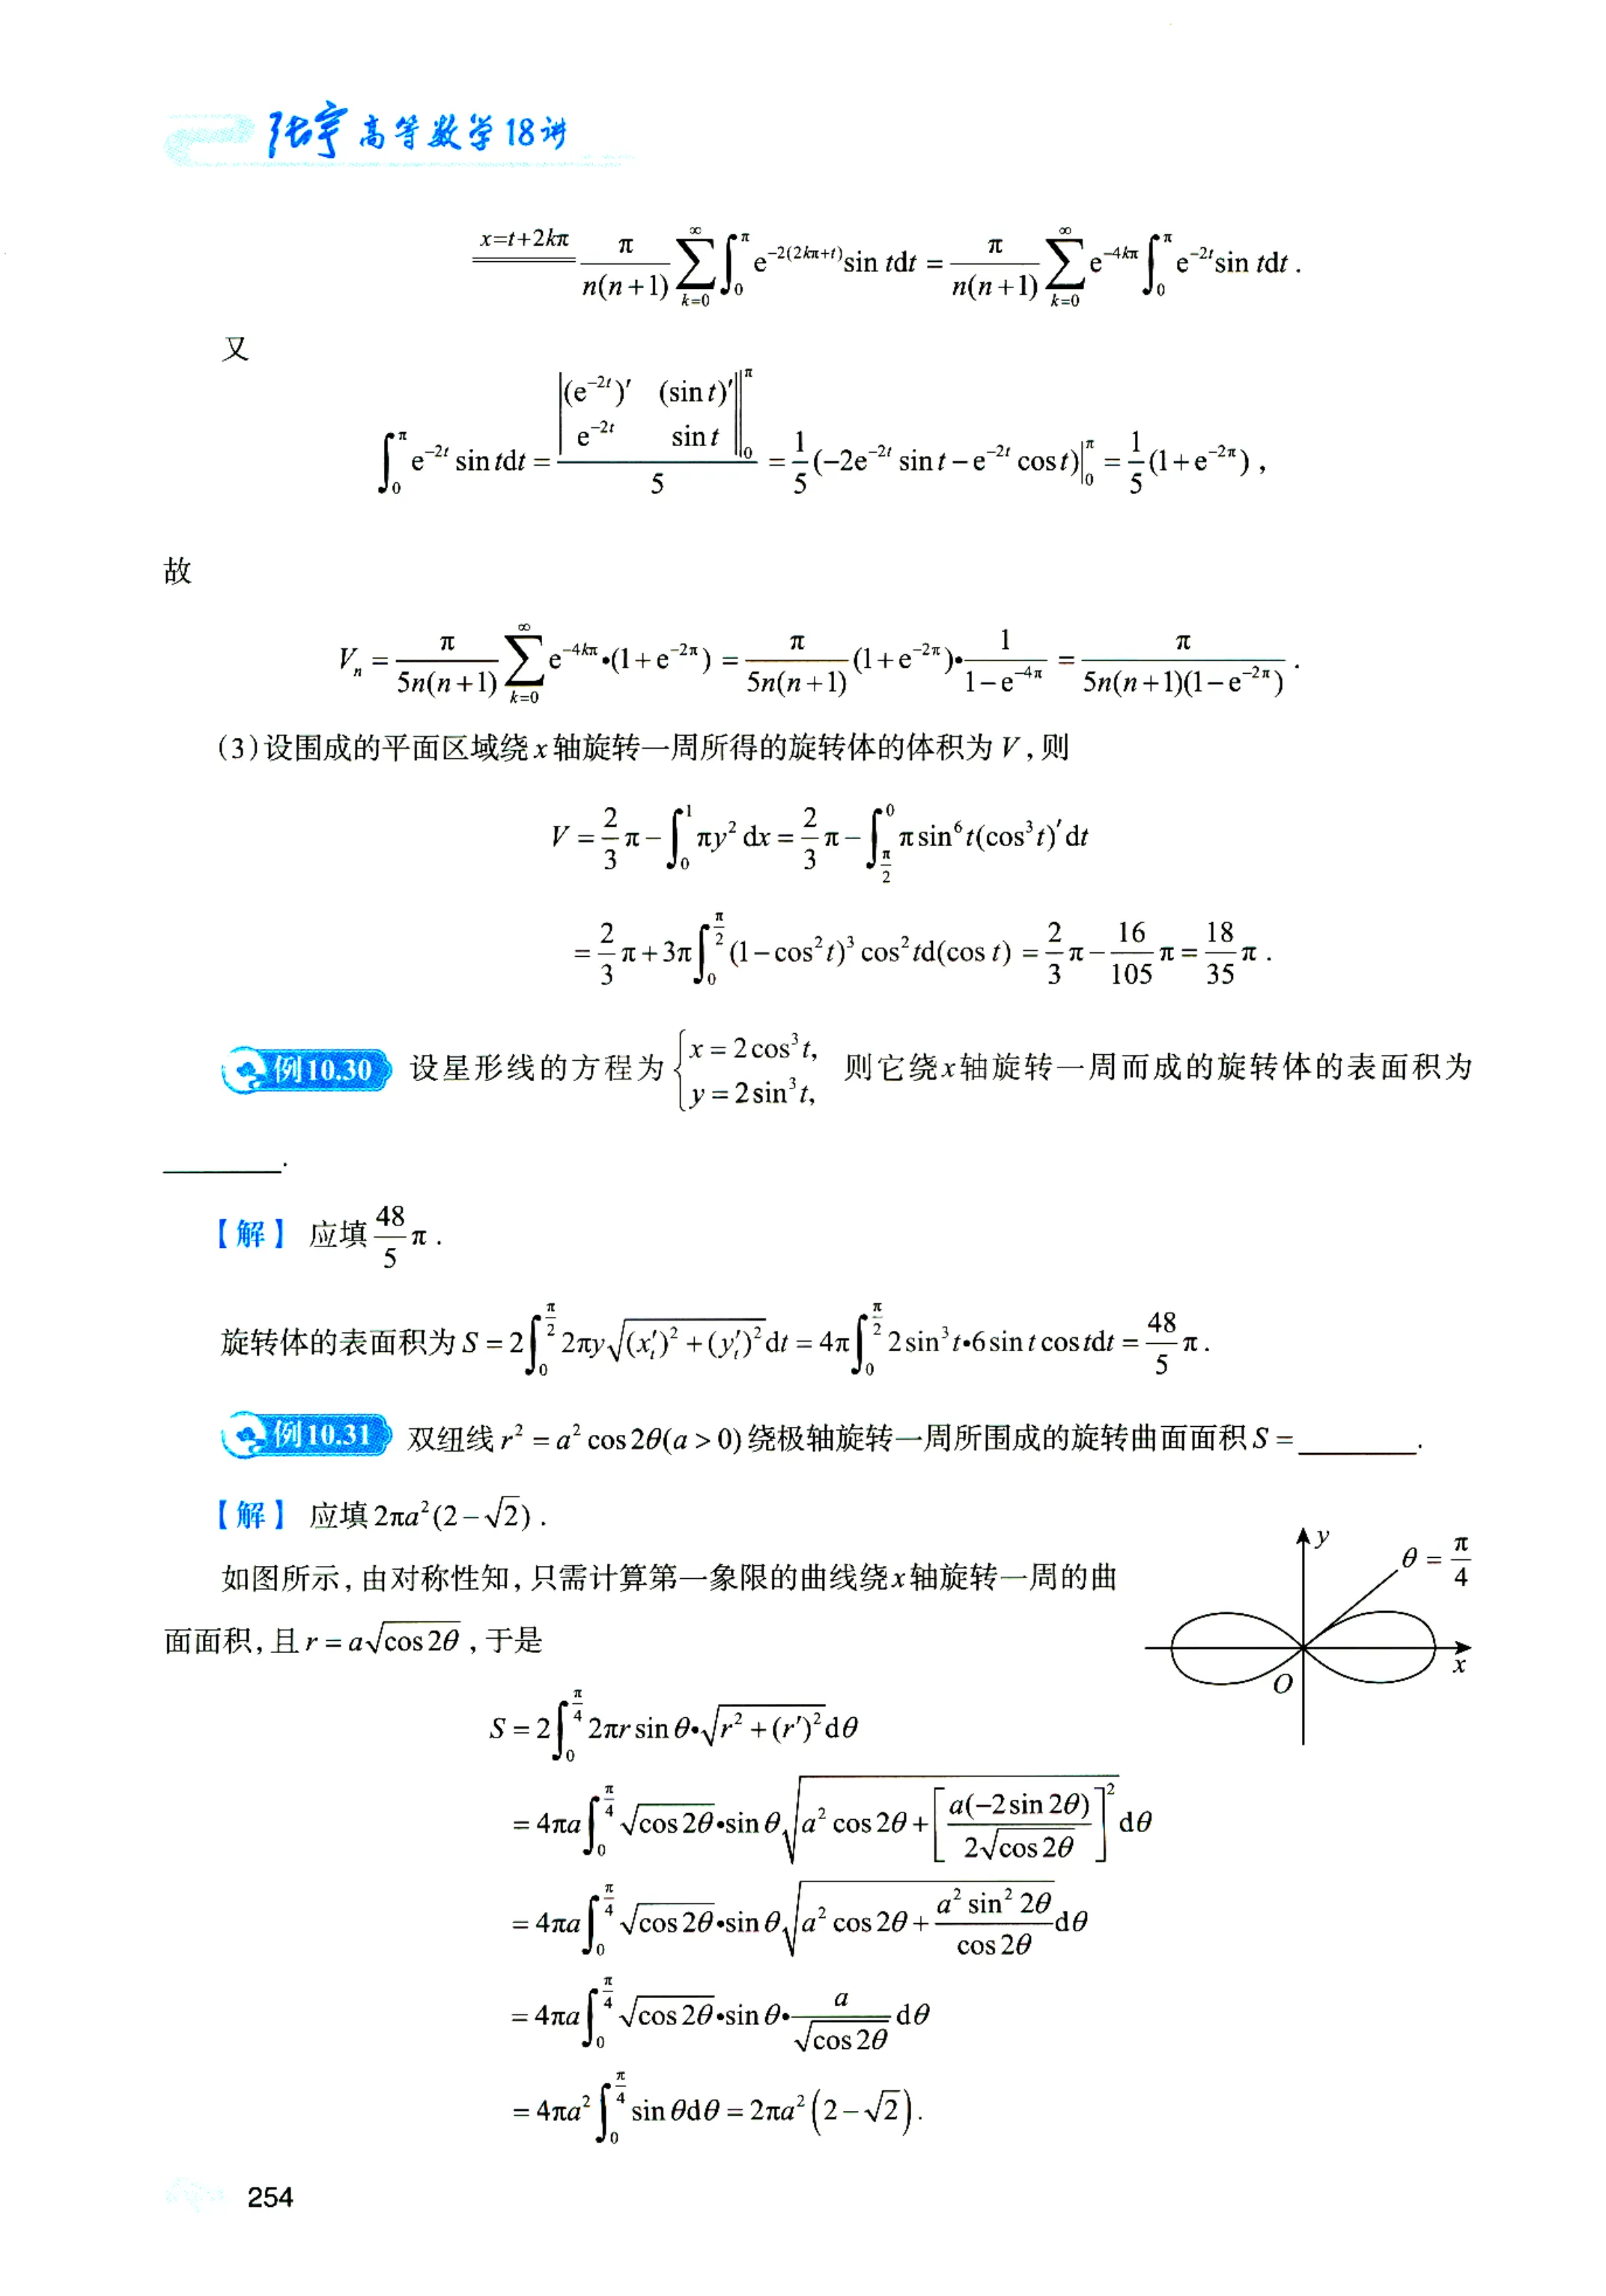 张宇高等数学18讲
$\xlongequal{x=t+2k\pi} \frac{\pi}{n(n+1)}\sum_{k=0}^{\infty}\int_0^{\pi} e^{-2(2k\pi+t)}\sin t dt = \frac{\pi}{n(n+1)}\sum_{k=0}^{\infty}e^{-4k\pi}\int_0^{\pi} e^{-2t}\sin t dt.$
又
$\int_0^{\pi} e^{-2t}\sin t dt = \frac{\left.\begin{vmatrix}(e^{-2t})' & (\sin t)'\\ e^{-2t} & \sin t\end{vmatrix}\right|_0^{\pi}}{5} = \frac{1}{5}(-2e^{-2t}\sin t - e^{-2t}\cos t)\Big|_0^{\pi} = \frac{1}{5}(1+e^{-2\pi}),$
故
$V_n = \frac{\pi}{5n(n+1)}\sum_{k=0}^{\infty}e^{-4k\pi}\cdot(1+e^{-2\pi}) = \frac{\pi}{5n(n+1)}(1+e^{-2\pi})\cdot\frac{1}{1-e^{-4\pi}} = \frac{\pi}{5n(n+1)(1-e^{-2\pi})}.$
(3)设围成的平面区域绕x轴旋转一周所得的旋转体的体积为V,则
$V = \frac{2}{3}\pi - \int_0^1 \pi y^2 dx = \frac{2}{3}\pi - \int_{\frac{\pi}{2}}^0 \pi\sin^6 t(\cos^3 t)'dt$
$= \frac{2}{3}\pi + 3\pi\int_0^{\frac{\pi}{2}}(1-\cos^2 t)^3\cos^2 t d(\cos t) = \frac{2}{3}\pi - \frac{16}{105}\pi = \frac{18}{35}\pi.$
例10.30 设星形线的方程为 $\begin{cases}x=2\cos^3 t,\\ y=2\sin^3 t,\end{cases}$ 则它绕x轴旋转一周而成的旋转体的表面积为
________.
【解】 应填 $\frac{48}{5}\pi$.
旋转体的表面积为 $S = 2\int_0^{\frac{\pi}{2}} 2\pi y\sqrt{(x_t')^2+(y_t')^2}dt = 4\pi\int_0^{\frac{\pi}{2}} 2\sin^3 t\cdot 6\sin t\cos t dt = \frac{48}{5}\pi.$
例10.31 双纽线 $r^2 = a^2\cos 2\theta(a>0)$ 绕极轴旋转一周所围成的旋转曲面面积S=________.
【解】 应填 $2\pi a^2(2-\sqrt{2})$.
如图所示,由对称性知,只需计算第一象限的曲线绕x轴旋转一周的曲
面面积,且 $r = a\sqrt{\cos 2\theta}$,于是
y
$\theta = \frac{\pi}{4}$
O
x
$S = 2\int_0^{\frac{\pi}{4}} 2\pi r\sin\theta\cdot\sqrt{r^2+(r')^2}d\theta$
$= 4\pi a\int_0^{\frac{\pi}{4}}\sqrt{\cos 2\theta}\cdot\sin\theta\sqrt{a^2\cos 2\theta+\left[\frac{a(-2\sin 2\theta)}{2\sqrt{\cos 2\theta}}\right]^2}d\theta$
$= 4\pi a\int_0^{\frac{\pi}{4}}\sqrt{\cos 2\theta}\cdot\sin\theta\sqrt{a^2\cos 2\theta+\frac{a^2\sin^2 2\theta}{\cos 2\theta}}d\theta$
$= 4\pi a\int_0^{\frac{\pi}{4}}\sqrt{\cos 2\theta}\cdot\sin\theta\cdot\frac{a}{\sqrt{\cos 2\theta}}d\theta$
$= 4\pi a^2\int_0^{\frac{\pi}{4}}\sin\theta d\theta = 2\pi a^2\left(2-\sqrt{2}\right).$
254